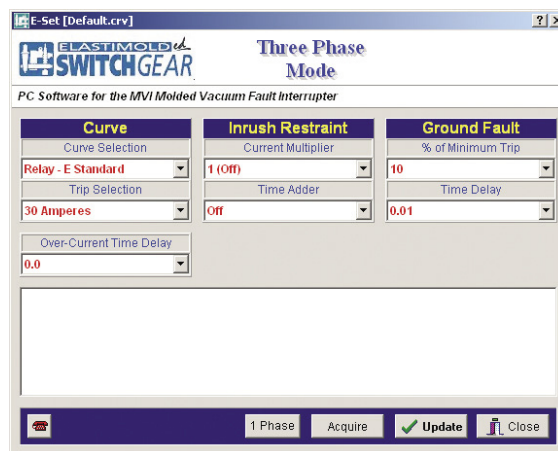 E-Set [Default.crv]
ELASTIMOLD
SWITCHGEAR
Three Phase
Mode
PC Software for the MVI Molded Vacuum Fault Interrupter
Curve
Curve Selection
Relay - E Standard
Trip Selection
30 Amperes
Over-Current Time Delay
0.0
Inrush Restraint
Current Multiplier
1 (Off)
Time Adder
Off
Ground Fault
% of Minimum Trip
10
Time Delay
0.01
1 Phase
Acquire
Update
Close